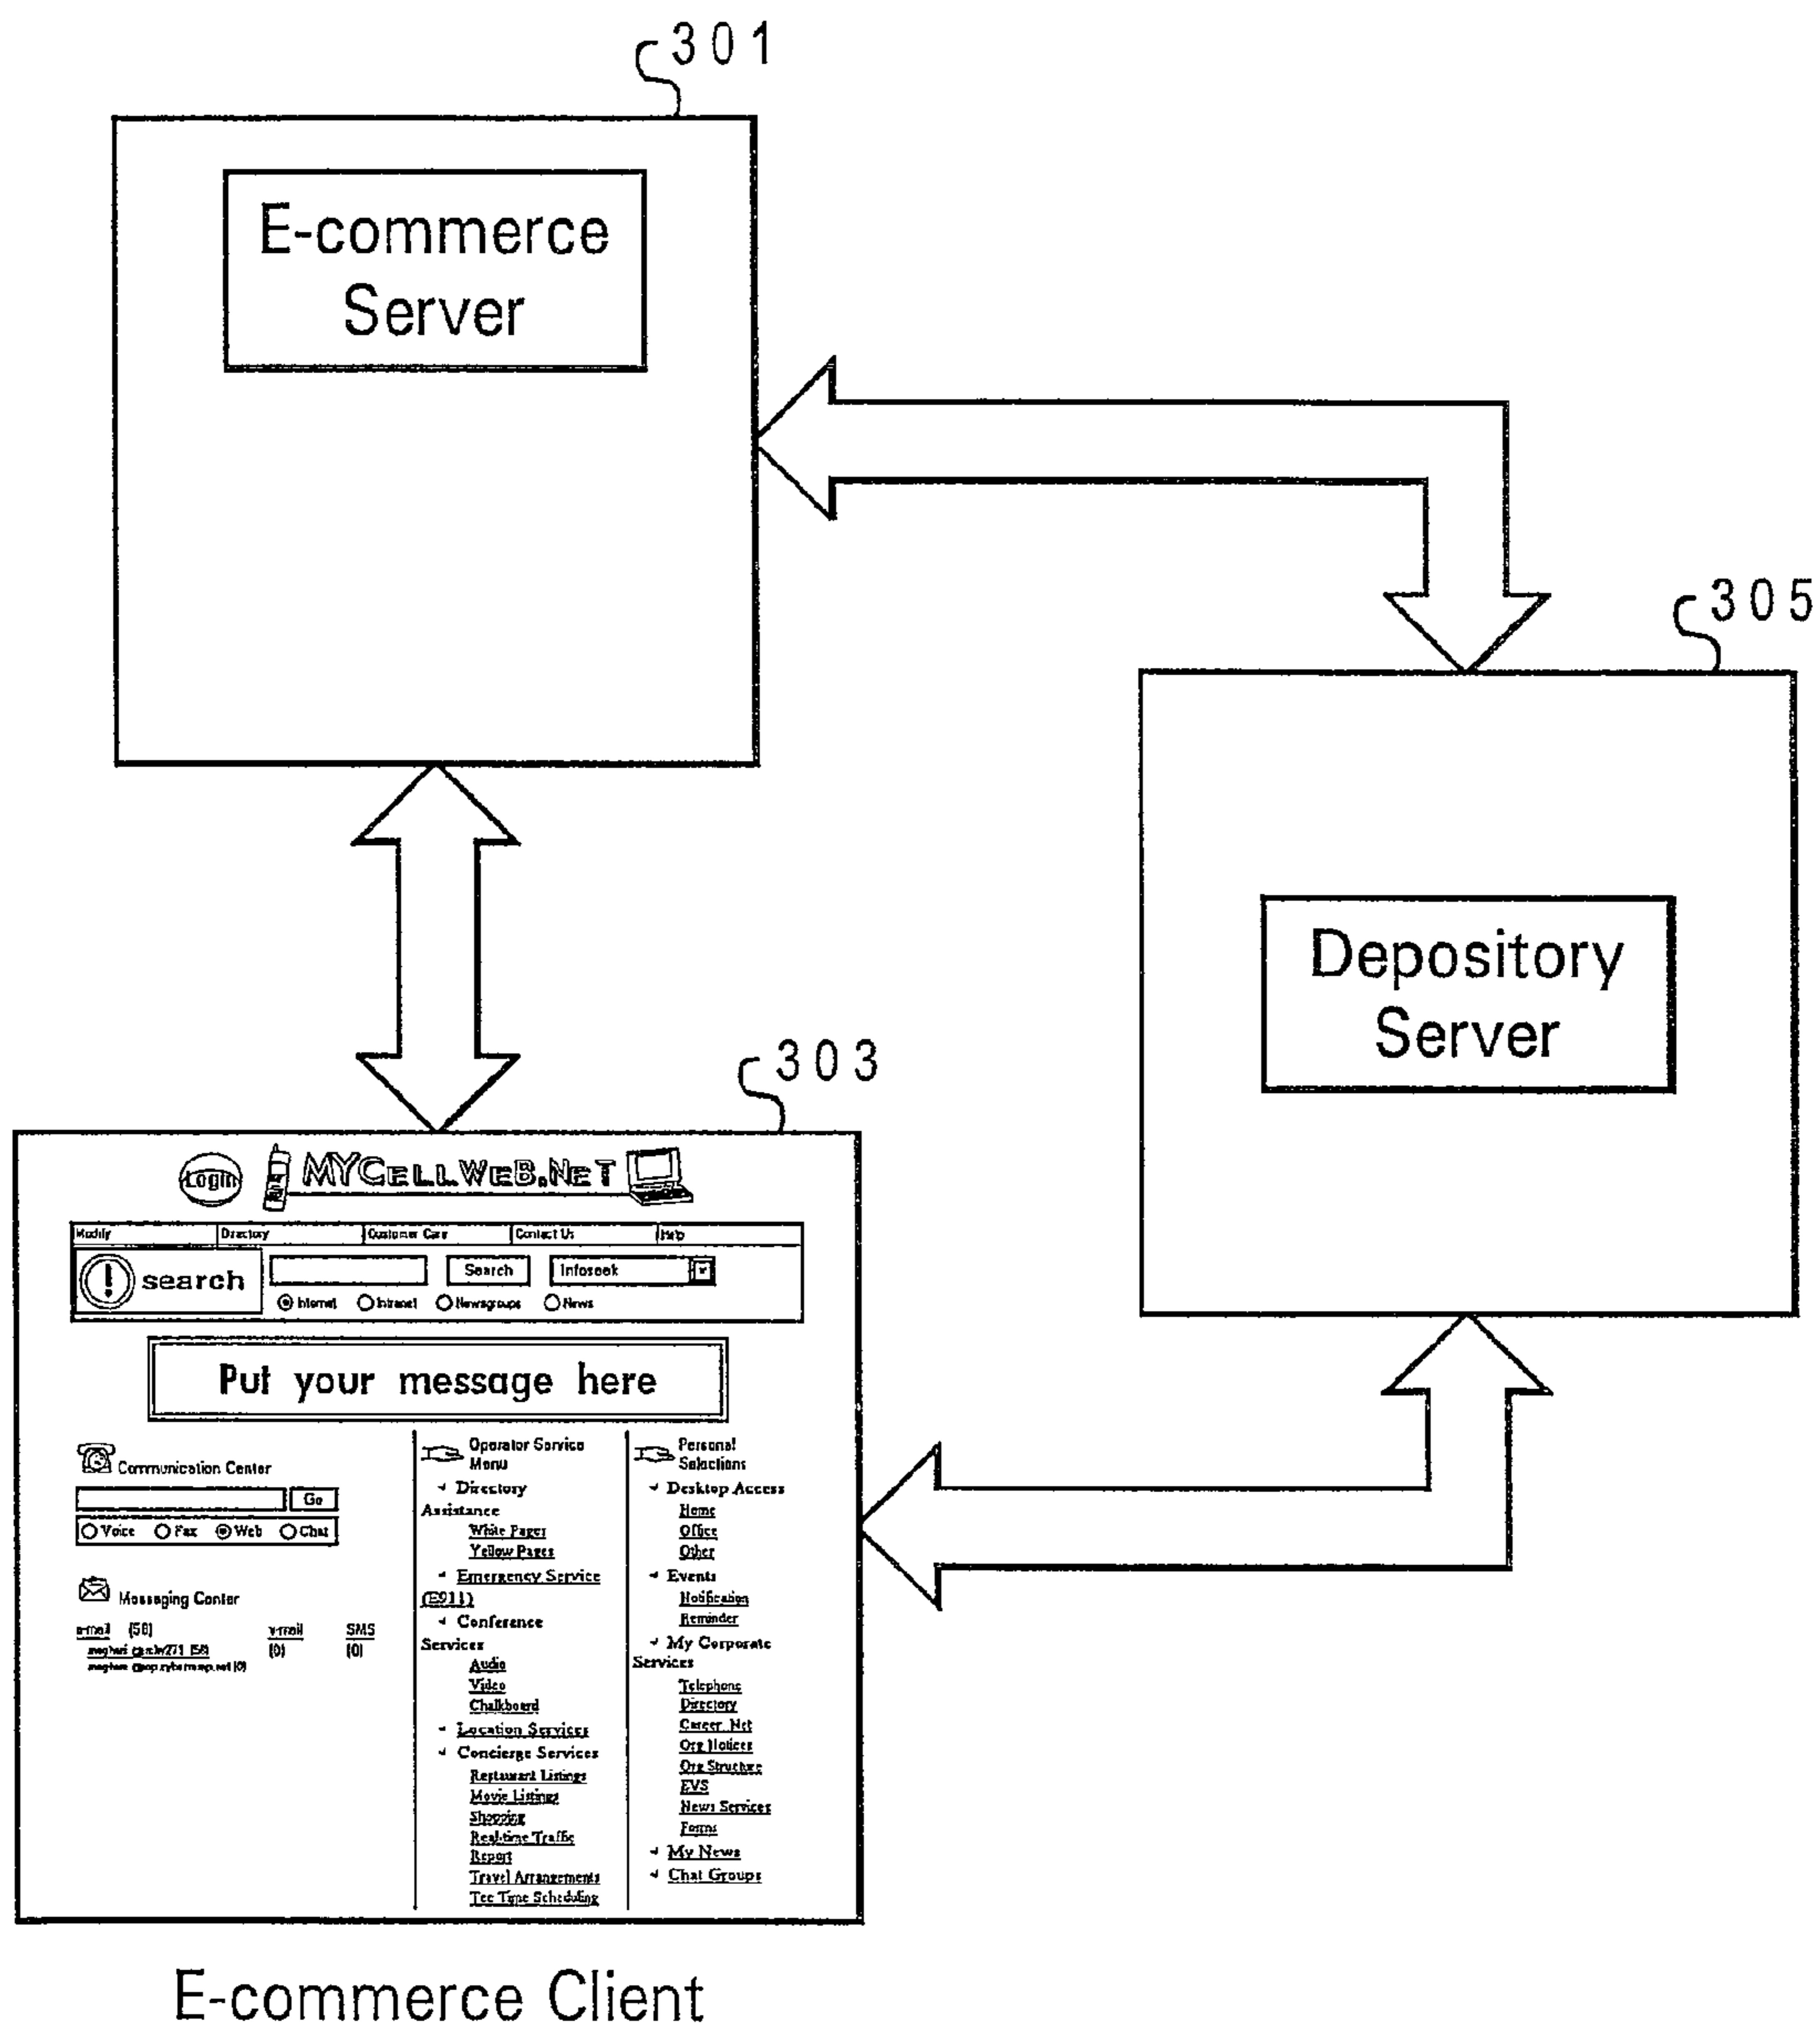 301
E-commerce
Server
305
Depository
Server
303
Login
MYCELLWEB.NET
Modify Directory Customer Care Contact Us Help
! search Search Infoseek
Internet Intranet Newsgroups News
Put your message here
Communication Center
Go
Voice Fax Web Chat
Messaging Center
e-mail (58) v-mail SMS
(0) (0)
Operator Service
Menu
Directory
Assistance
White Pages
Yellow Pages
Emergency Service
(E911)
Conference
Services
Audio
Video
Chalkboard
Location Services
Concierge Services
Restaurant Listings
Movie Listings
Shopping
Real-time Traffic
Report
Travel Arrangements
Tee Time Scheduling
Personal
Selections
Desktop Access
Home
Office
Other
Events
Notification
Reminder
My Corporate
Services
Telephone
Directory
Career Net
Org Notices
Org Structure
EVS
News Services
Forms
My News
Chat Groups
E-commerce Client